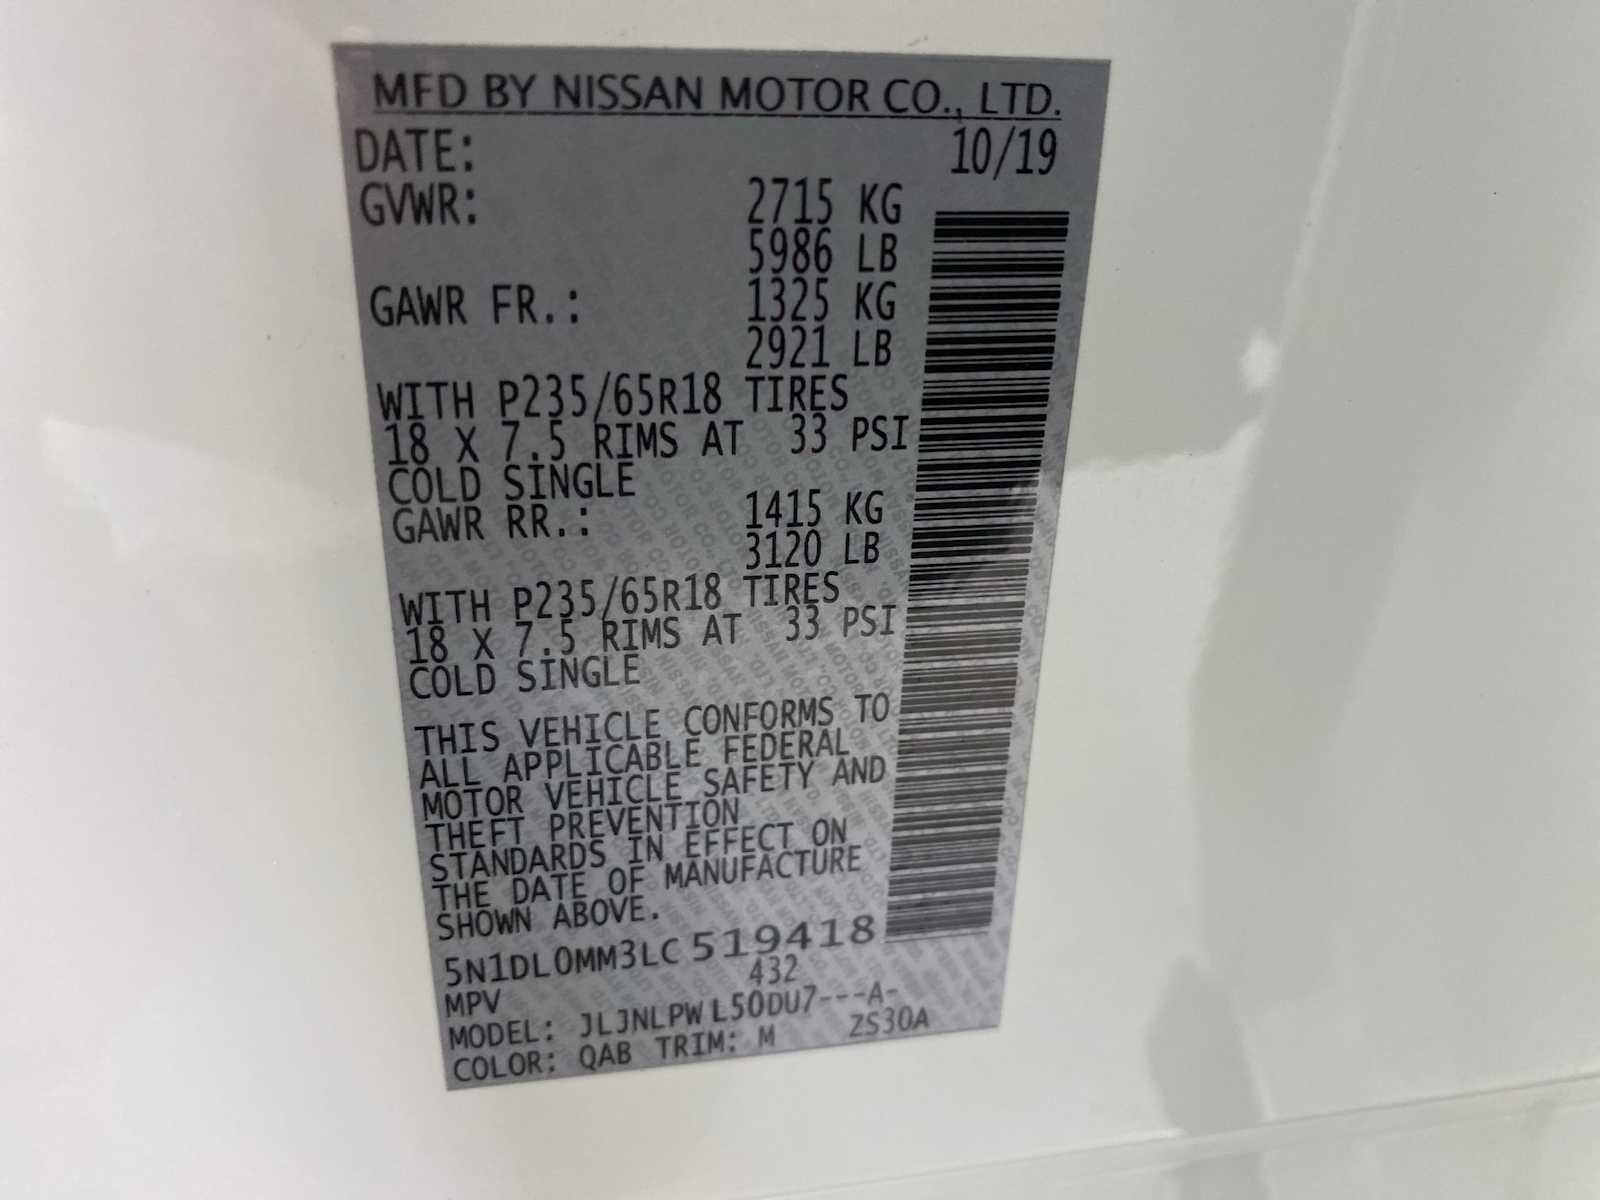 MFD BY NISSAN MOTOR CO., LTD.
DATE: 10/19
GVWR: 2715 KG
5986 LB
GAWR FR.: 1325 KG
2921 LB
WITH P235/65R18 TIRES
18 X 7.5 RIMS AT 33 PSI
COLD SINGLE
GAWR RR.: 1415 KG
3120 LB
WITH P235/65R18 TIRES
18 X 7.5 RIMS AT 33 PSI
COLD SINGLE
THIS VEHICLE CONFORMS TO
ALL APPLICABLE FEDERAL
MOTOR VEHICLE SAFETY AND
THEFT PREVENTION
STANDARDS IN EFFECT ON
THE DATE OF MANUFACTURE
SHOWN ABOVE.
5N1DL0MM3LC 519418
MPV 432
MODEL: JLJNLPWL50DU7---A-
COLOR: QAB TRIM: M ZS30A